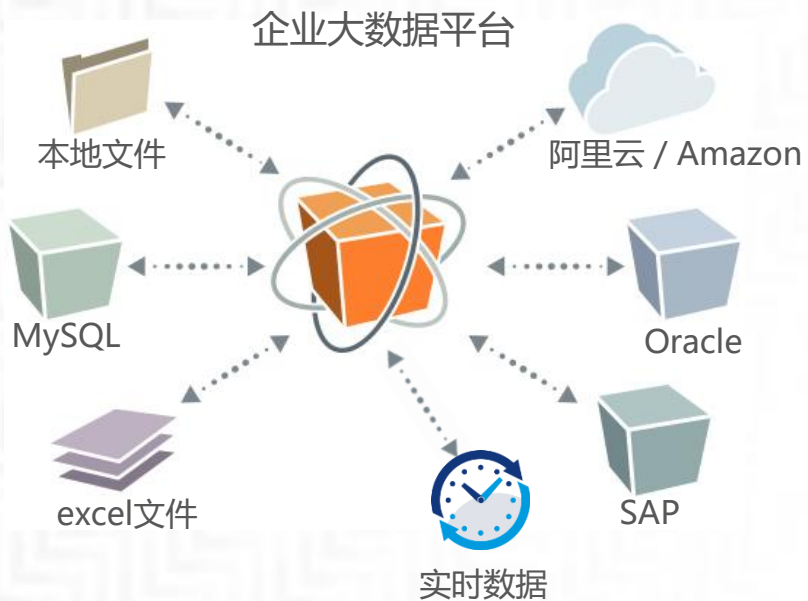 企业大数据平台
本地文件
阿里云 / Amazon
MySQL
Oracle
excel文件
SAP
实时数据